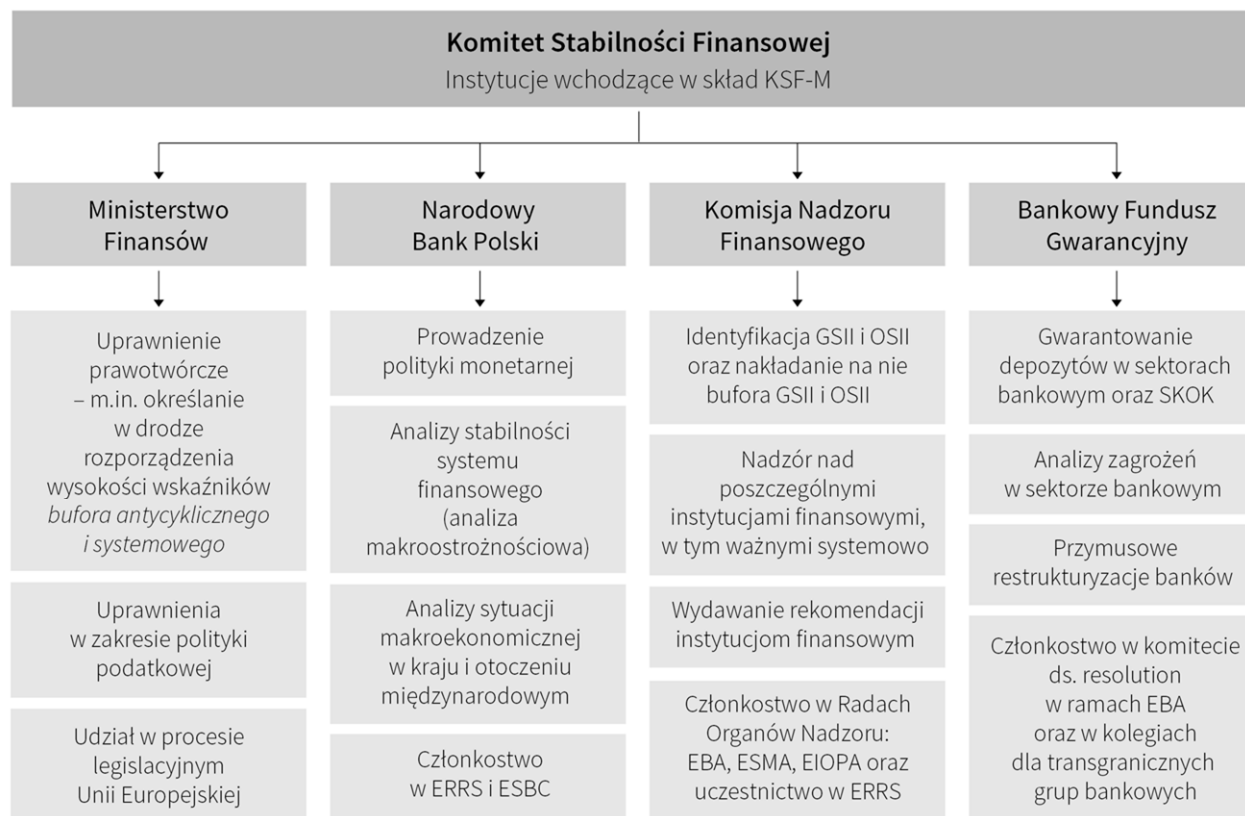 Komitet Stabilności Finansowej
Instytucje wchodzące w skład KSF-M
Ministerstwo
Finansów
Uprawnienie
prawotwórcze
– m.in. określanie
w drodze
rozporządzenia
wysokości wskaźników
bufora antycyklicznego
i systemowego
Uprawnienia
w zakresie polityki
podatkowej
Udział w procesie
legislacyjnym
Unii Europejskiej
Narodowy
Bank Polski
Prowadzenie
polityki monetarnej
Analizy stabilności
systemu
finansowego
(analiza
makroostrożnościowa)
Analizy sytuacji
makroekonomicznej
w kraju i otoczeniu
międzynarodowym
Członkostwo
w ERRS i ESBC
Komisja Nadzoru
Finansowego
Identyfikacja GSII i OSII
oraz nakładanie na nie
bufora GSII i OSII
Nadzór nad
poszczególnymi
instytucjami finansowymi,
w tym ważnymi systemowo
Wydawanie rekomendacji
instytucjom finansowym
Członkostwo w Radach
Organów Nadzoru:
EBA, ESMA, EIOPA oraz
uczestnictwo w ERRS
Bankowy Fundusz
Gwarancyjny
Gwarantowanie
depozytów w sektorach
bankowym oraz SKOK
Analizy zagrożeń
w sektorze bankowym
Przymusowe
restrukturyzacje banków
Członkostwo w komitecie
ds. resolution
w ramach EBA
oraz w kolegiach
dla transgranicznych
grup bankowych